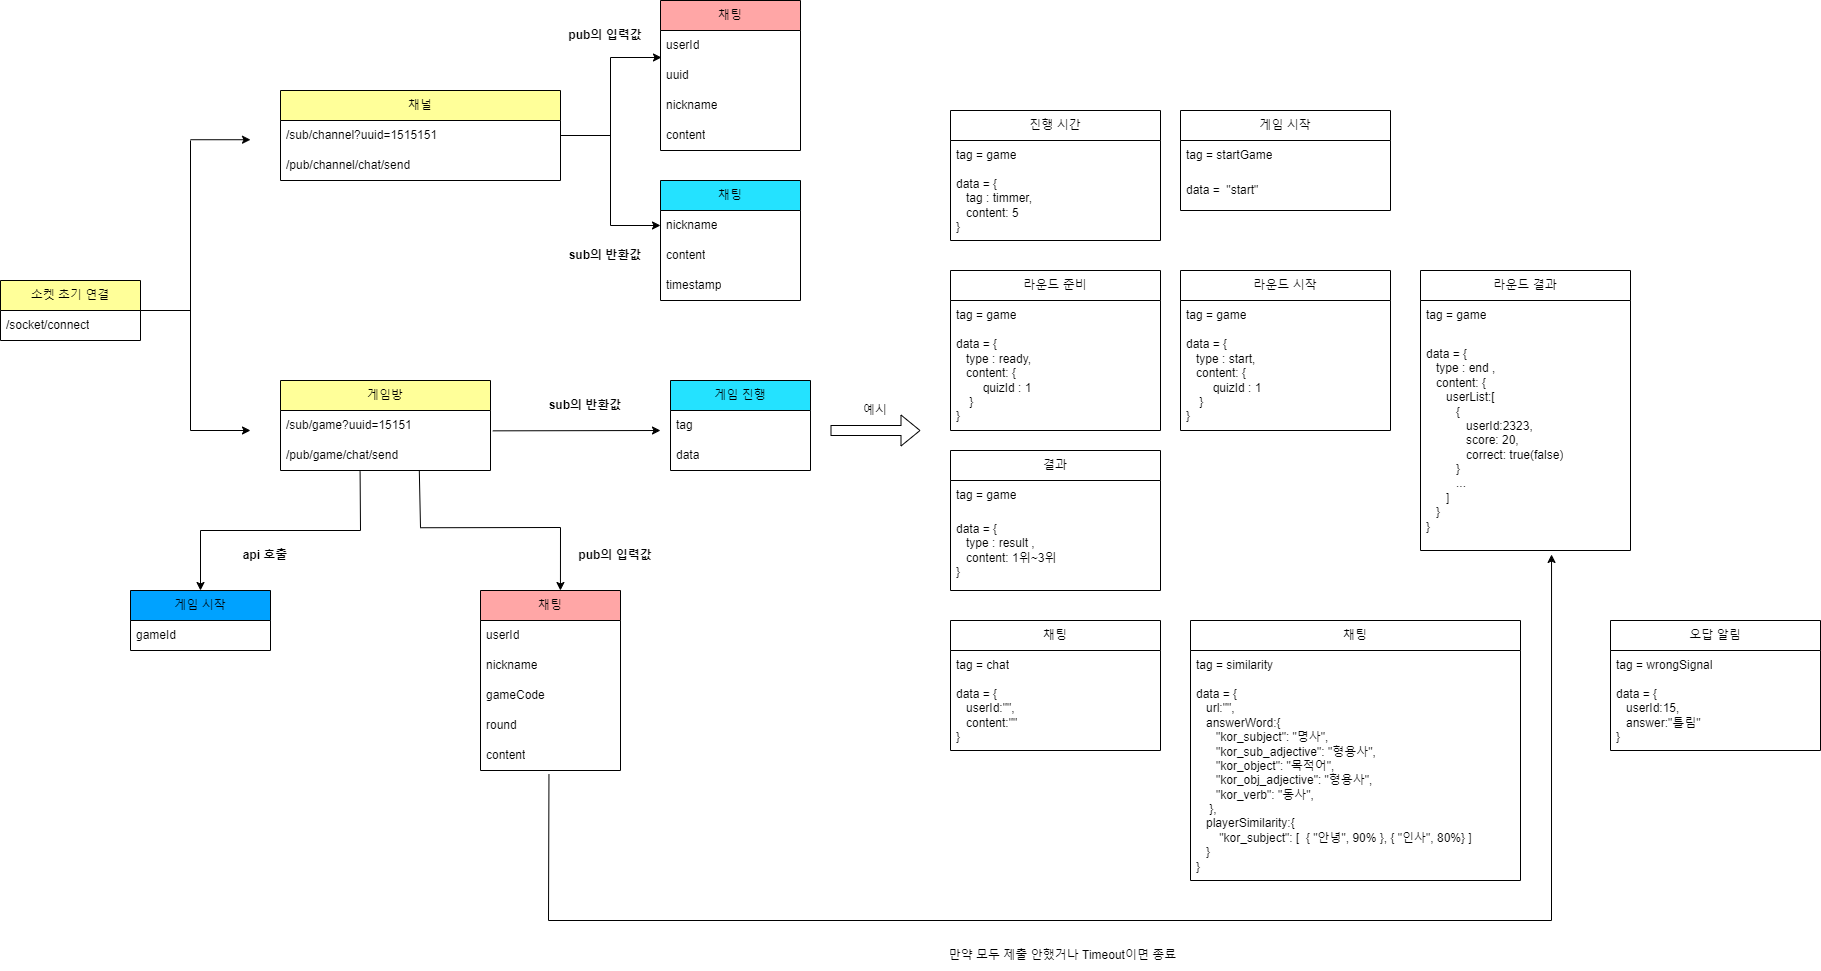 소켓 초기 연결
/socket/connect
채널
/sub/channel?uuid=1515151
/pub/channel/chat/send
pub의 입력값
채팅
userId
uuid
nickname
content
sub의 반환값
채팅
nickname
content
timestamp
게임방
/sub/game?uuid=15151
/pub/game/chat/send
sub의 반환값
게임 진행
tag
data
예시
api 호출
게임 시작
gameId
pub의 입력값
채팅
userId
nickname
gameCode
round
content
진행 시간
tag = game
data = {
tag : timmer,
content: 5
}
게임 시작
tag = startGame
data =  "start"
라운드 준비
tag = game
data = {
type : ready,
content: {
quizId : 1
}
}
라운드 시작
tag = game
data = {
type : start,
content: {
quizId : 1
}
}
라운드 결과
tag = game
data = {
type : end ,
content: {
userList:[
{
userId:2323,
score: 20,
correct: true(false)
}
...
]
}
}
결과
tag = game
data = {
type : result ,
content: 1위~3위
}
채팅
tag = chat
data = {
userId:"",
content:""
}
채팅
tag = similarity
data = {
url:"",
answerWord:{
"kor_subject": "명사",
"kor_sub_adjective": "형용사",
"kor_object": "목적어",
"kor_obj_adjective": "형용사",
"kor_verb": "동사",
},
playerSimilarity:{
"kor_subject": [  { "안녕", 90% }, { "인사", 80%} ]
}
}
오답 알림
tag = wrongSignal
data = {
userId:15,
answer:"틀림"
}
만약 모두 제출 안했거나 Timeout이면 종료